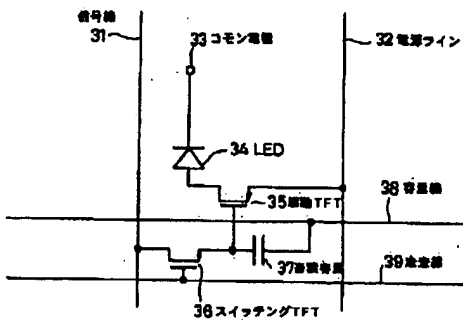 信号線
31
33 コモン電極
32 電源ライン
34 LED
35 駆動TFT
38 容量線
37 蓄積容量
39 走査線
36 スイッチングTFT